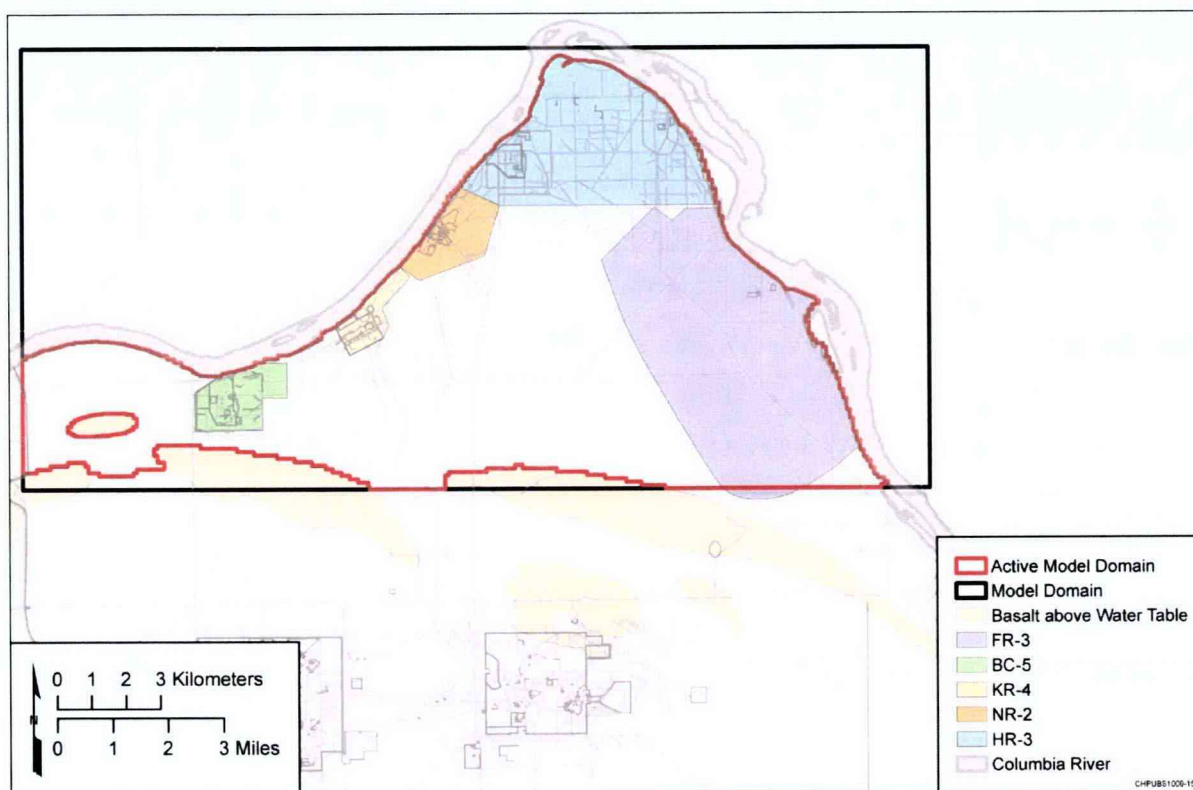 Active Model Domain
Model Domain
Basalt above Water Table
FR-3
BC-5
KR-4
NR-2
HR-3
Columbia River
N
0 1 2 3 Kilometers
0 1 2 3 Miles